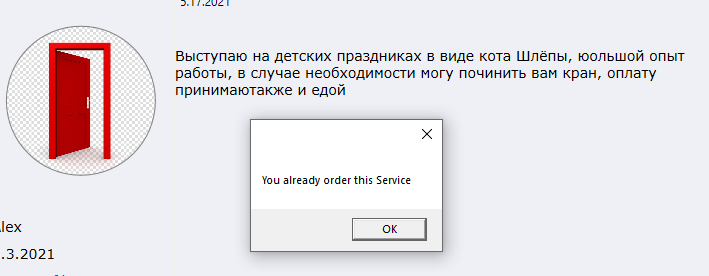 5.17.2021
Выступаю на детских праздниках в виде кота Шлёпы, юольшой опыт
работы, в случае необходимости могу починить вам кран, оплату
принимаютакже и едой
You already order this Service
OK
lex
.3.2021